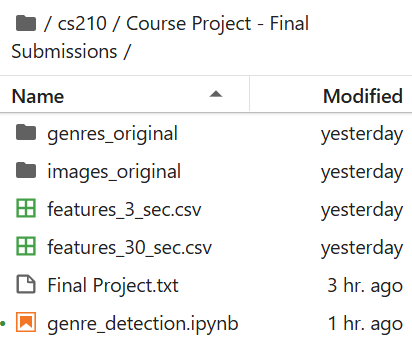 / cs210 / Course Project - Final
Submissions /
Name Modified
genres_original yesterday
images_original yesterday
features_3_sec.csv yesterday
features_30_sec.csv yesterday
Final Project.txt 3 hr. ago
genre_detection.ipynb 1 hr. ago